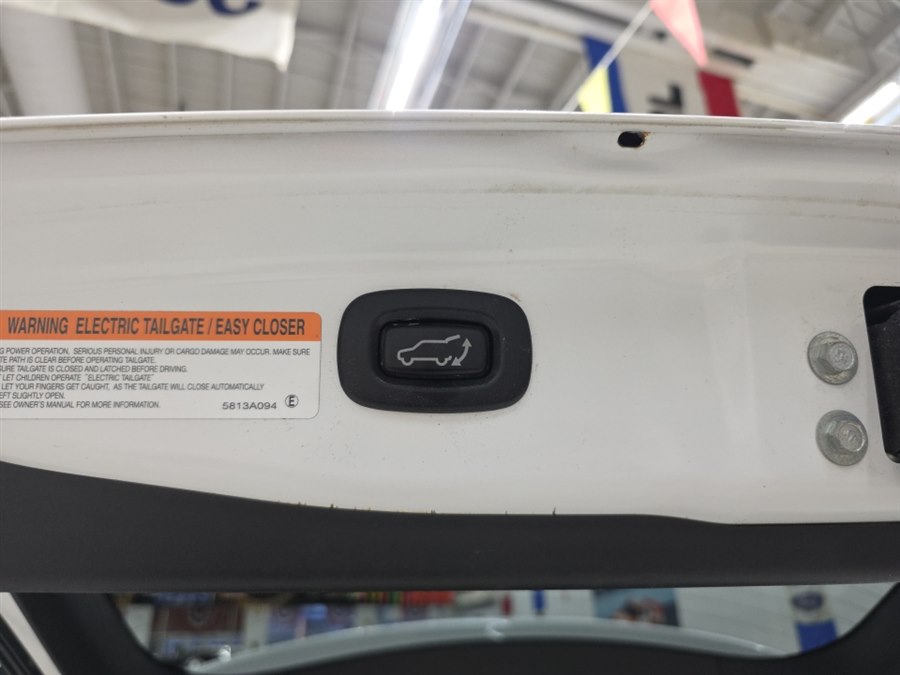 WARNING ELECTRIC TAILGATE / EASY CLOSER
G POWER OPERATION, SERIOUS PERSONAL INJURY OR CARGO DAMAGE MAY OCCUR. MAKE SURE
TE PATH IS CLEAR BEFORE OPERATING TAILGATE.
SURE TAILGATE IS CLOSED AND LATCHED BEFORE DRIVING.
T LET CHILDREN OPERATE "ELECTRIC TAILGATE"
LET YOUR FINGERS GET CAUGHT, AS THE TAILGATE WILL CLOSE AUTOMATICALLY
EFT SLIGHTLY OPEN.
SEE OWNER'S MANUAL FOR MORE INFORMATION.
5813A094 Ⓔ